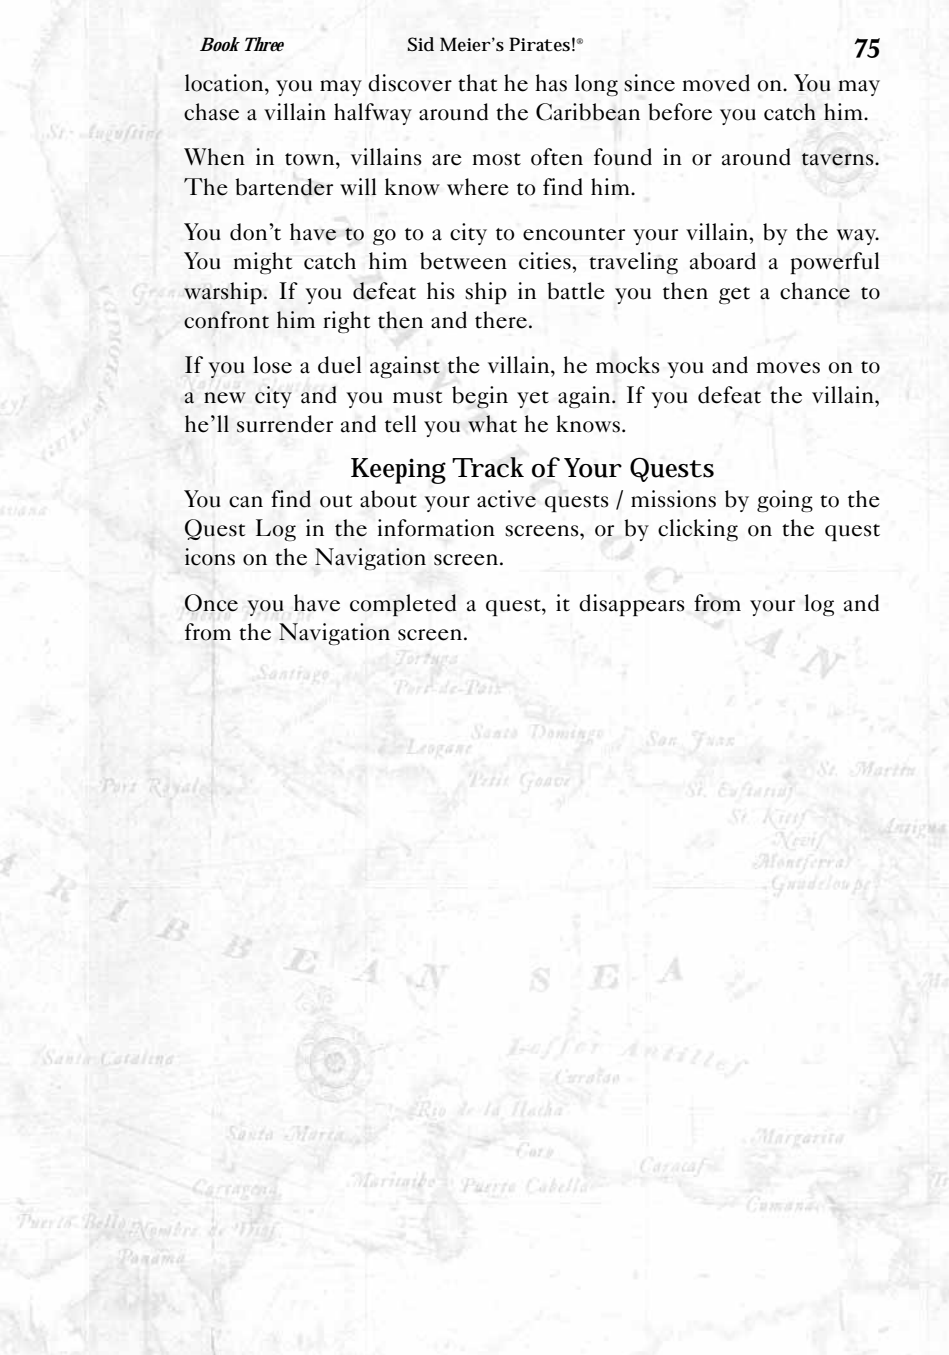 Book Three Sid Meier's Pirates!® 75
location, you may discover that he has long since moved on. You may
chase a villain halfway around the Caribbean before you catch him.
When in town, villains are most often found in or around taverns.
The bartender will know where to find him.
You don't have to go to a city to encounter your villain, by the way.
You might catch him between cities, traveling aboard a powerful
warship. If you defeat his ship in battle you then get a chance to
confront him right then and there.
If you lose a duel against the villain, he mocks you and moves on to
a new city and you must begin yet again. If you defeat the villain,
he'll surrender and tell you what he knows.
Keeping Track of Your Quests
You can find out about your active quests / missions by going to the
Quest Log in the information screens, or by clicking on the quest
icons on the Navigation screen.
Once you have completed a quest, it disappears from your log and
from the Navigation screen.
St. Augustine
OCEAN
Santiago
Tortuga
Port-de-Paix
Santo Domingo
San Juan
Leogane
Petit Goave
St. Martin
Port Royale
Nevis
Antigua
Guadeloupe
RIBBEAN SEA
Santa Catalina
Lesser Antilles
Curacao
Rio de la Hacha
Santa Marta
Margarita
Coro
Caracas
Puerto Cabello
Cartagena
Cumana
Puerto Bello
Nombre de Dios
Panama